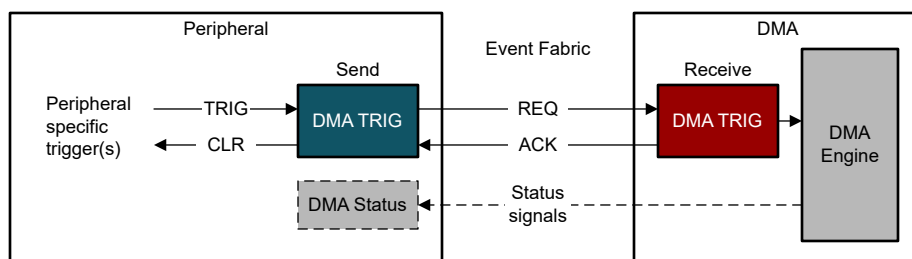 Peripheral
Event Fabric
DMA
Send
Receive
Peripheral
specific
trigger(s)
TRIG
CLR
DMA TRIG
REQ
ACK
DMA TRIG
DMA
Engine
DMA Status
Status
signals